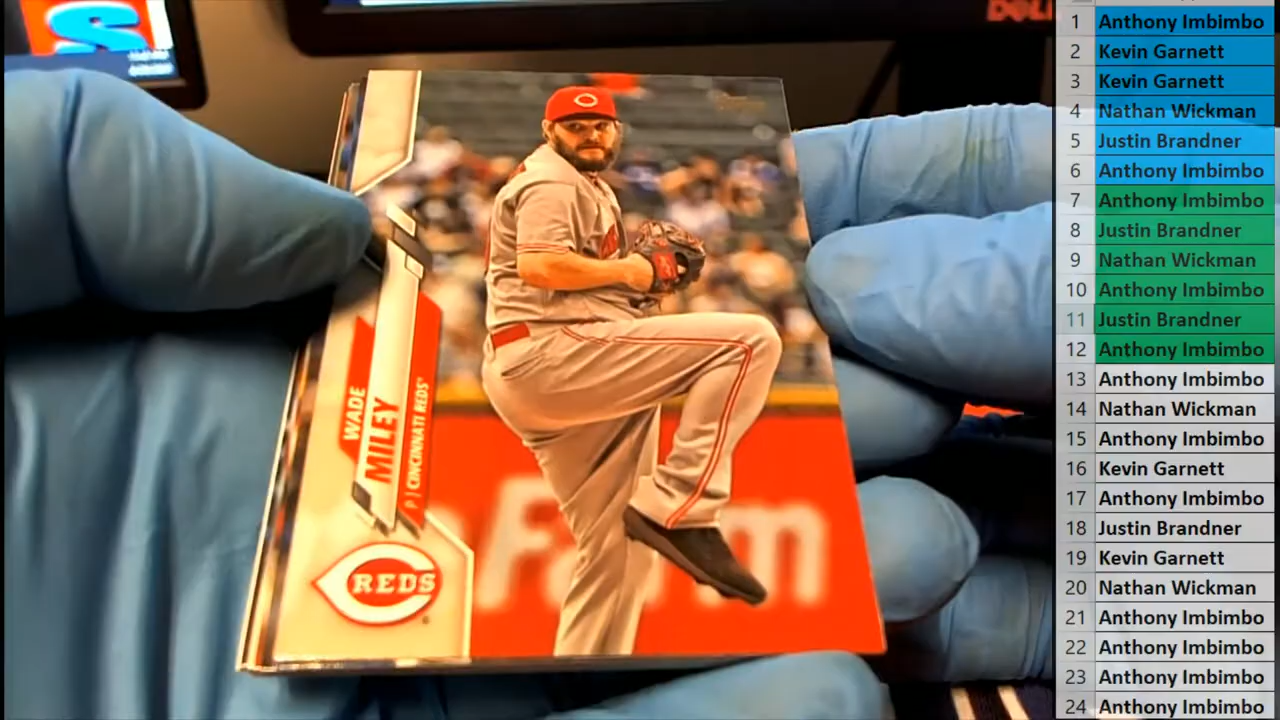 S
DELL
WADE
MILEY
P | CINCINNATI REDS
REDS
Farm
1 Anthony Imbimbo
2 Kevin Garnett
3 Kevin Garnett
4 Nathan Wickman
5 Justin Brandner
6 Anthony Imbimbo
7 Anthony Imbimbo
8 Justin Brandner
9 Nathan Wickman
10 Anthony Imbimbo
11 Justin Brandner
12 Anthony Imbimbo
13 Anthony Imbimbo
14 Nathan Wickman
15 Anthony Imbimbo
16 Kevin Garnett
17 Anthony Imbimbo
18 Justin Brandner
19 Kevin Garnett
20 Nathan Wickman
21 Anthony Imbimbo
22 Anthony Imbimbo
23 Anthony Imbimbo
24 Anthony Imbimbo